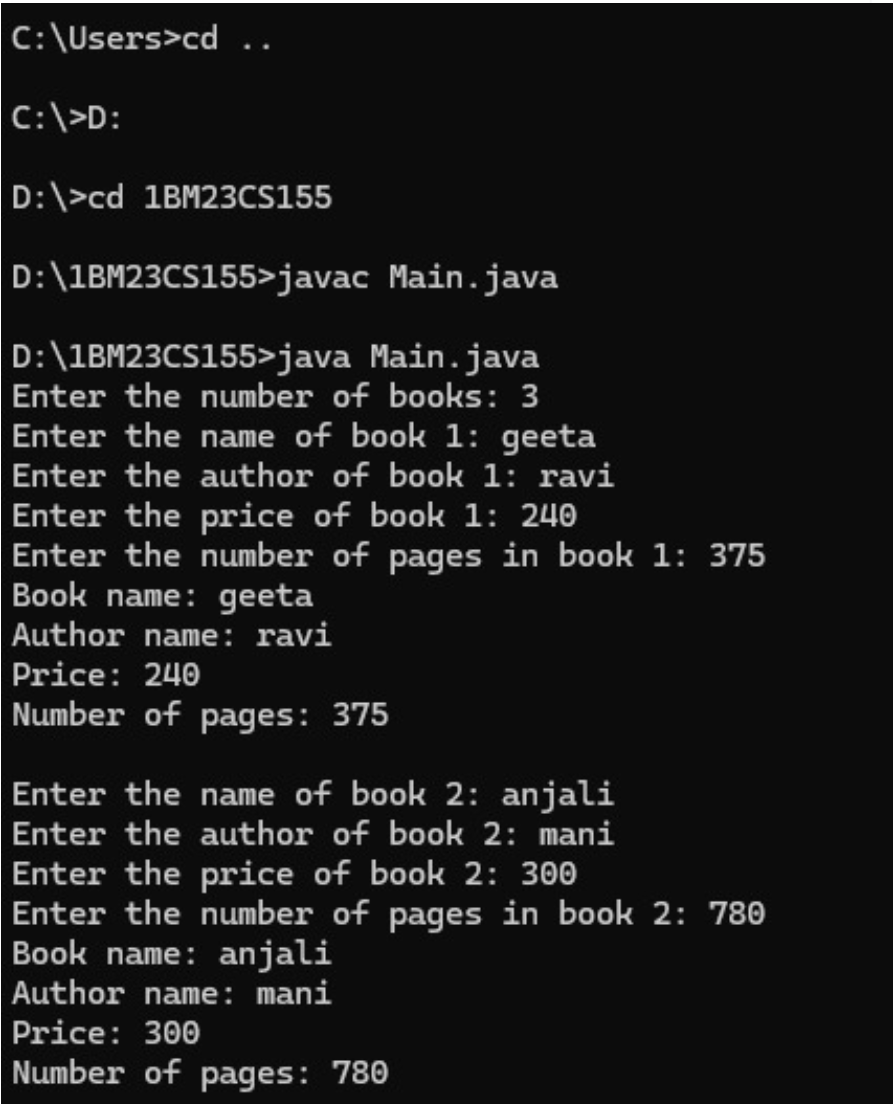 C:\Users>cd ..
C:\>D:
D:\>cd 1BM23CS155
D:\1BM23CS155>javac Main.java
D:\1BM23CS155>java Main.java
Enter the number of books: 3
Enter the name of book 1: geeta
Enter the author of book 1: ravi
Enter the price of book 1: 240
Enter the number of pages in book 1: 375
Book name: geeta
Author name: ravi
Price: 240
Number of pages: 375
Enter the name of book 2: anjali
Enter the author of book 2: mani
Enter the price of book 2: 300
Enter the number of pages in book 2: 780
Book name: anjali
Author name: mani
Price: 300
Number of pages: 780